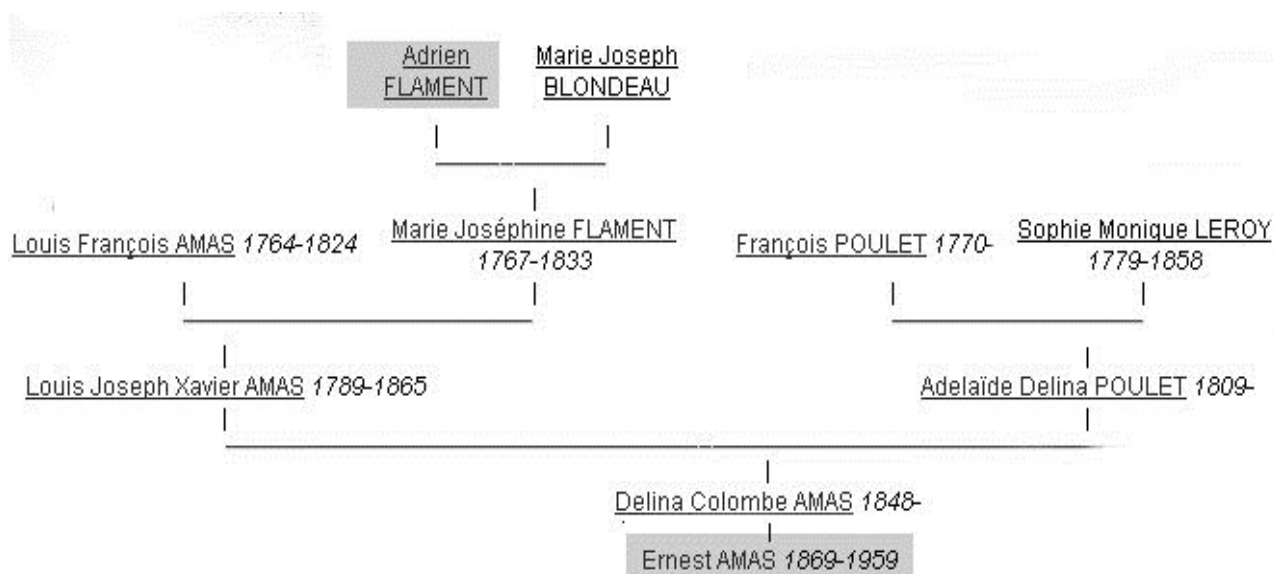 Adrien
FLAMENT
Marie Joseph
BLONDEAU
Louis François AMAS 1764-1824
Marie Joséphine FLAMENT
1767-1833
François POULET 1770-
Sophie Monique LEROY
1779-1858
Louis Joseph Xavier AMAS 1789-1865
Adelaïde Delina POULET 1809-
Delina Colombe AMAS 1848-
Ernest AMAS 1869-1959